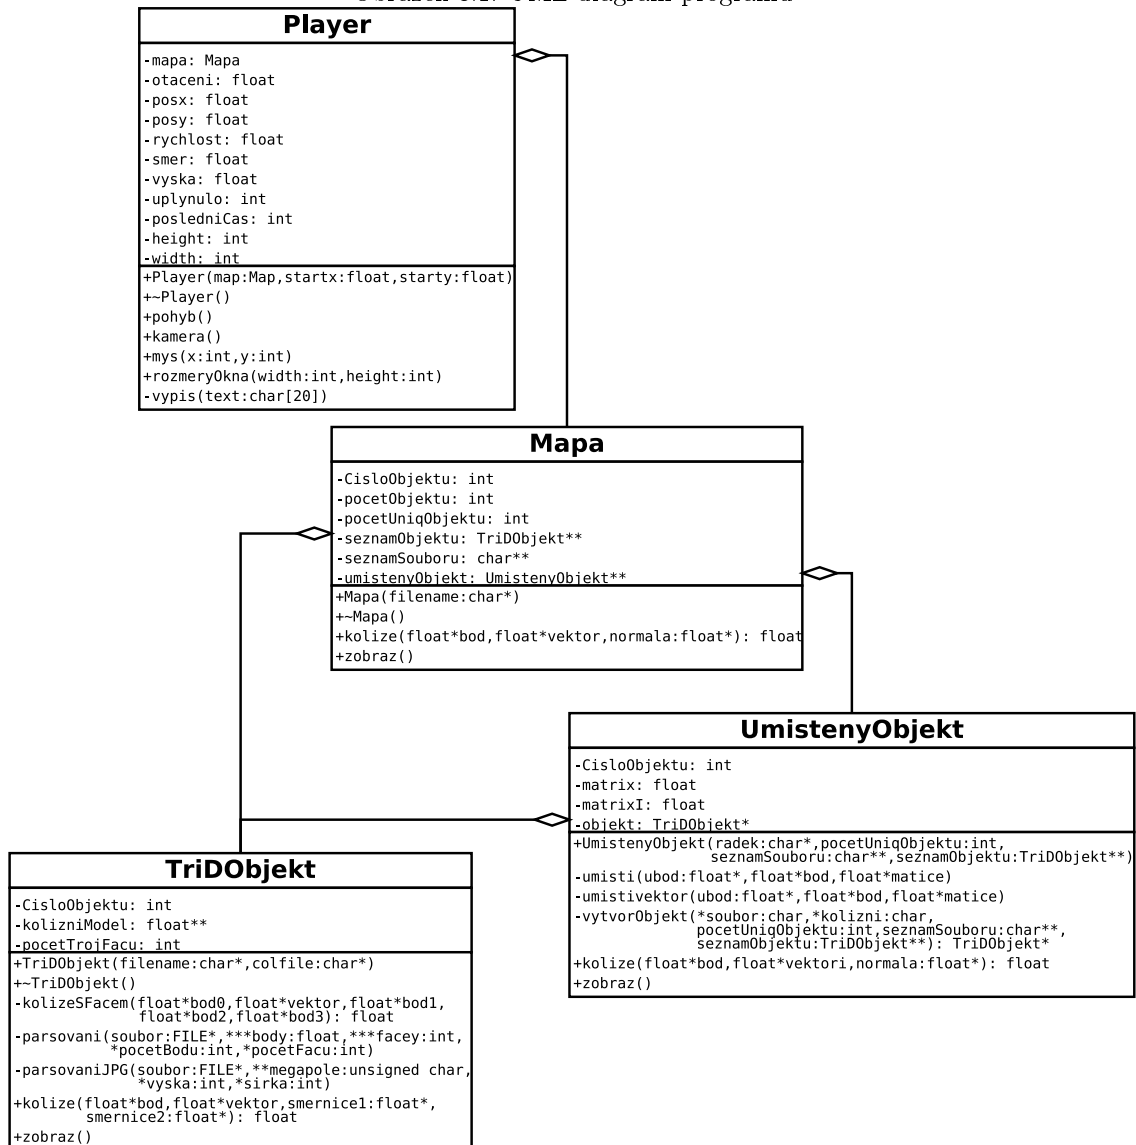 Player
-mapa: Mapa
-otaceni: float
-posx: float
-posy: float
-rychlost: float
-smer: float
-vyska: float
-uplynulo: int
-posledniCas: int
-height: int
-width: int
+Player(map:Map,startx:float,starty:float)
+~Player()
+pohyb()
+kamera()
+mys(x:int,y:int)
+rozmeryOkna(width:int,height:int)
-vypis(text:char[20])
Mapa
-CisloObjektu: int
-pocetObjektu: int
-pocetUniqObjektu: int
-seznamObjektu: TriDObjekt**
-seznamSouboru: char**
-umistenyObjekt: UmistenyObjekt**
+Mapa(filename:char*)
+~Mapa()
+kolize(float*bod,float*vektor,normala:float*): float
+zobraz()
UmistenyObjekt
-CisloObjektu: int
-matrix: float
-matrixI: float
-objekt: TriDObjekt*
+UmistenyObjekt(radek:char*,pocetUniqObjektu:int,
seznamSouboru:char**,seznamObjektu:TriDObjekt**)
-umisti(ubod:float*,float*bod,float*matice)
-umistivektor(ubod:float*,float*bod,float*matice)
-vytvorObjekt(*soubor:char,*kolizni:char,
pocetUniqObjektu:int,seznamSouboru:char**,
seznamObjektu:TriDObjekt**): TriDObjekt*
+kolize(float*bod,float*vektori,normala:float*): float
+zobraz()
TriDObjekt
-CisloObjektu: int
-kolizniModel: float**
-pocetTrojFacu: int
+TriDObjekt(filename:char*,colfile:char*)
+~TriDObjekt()
-kolizeSFacem(float*bod0,float*vektor,float*bod1,
float*bod2,float*bod3): float
-parsovani(soubor:FILE*,***body:float,***facey:int,
*pocetBodu:int,*pocetFacu:int)
-parsovaniJPG(soubor:FILE*,**megapole:unsigned char,
*vyska:int,*sirka:int)
+kolize(float*bod,float*vektor,smernice1:float*,
smernice2:float*): float
+zobraz()